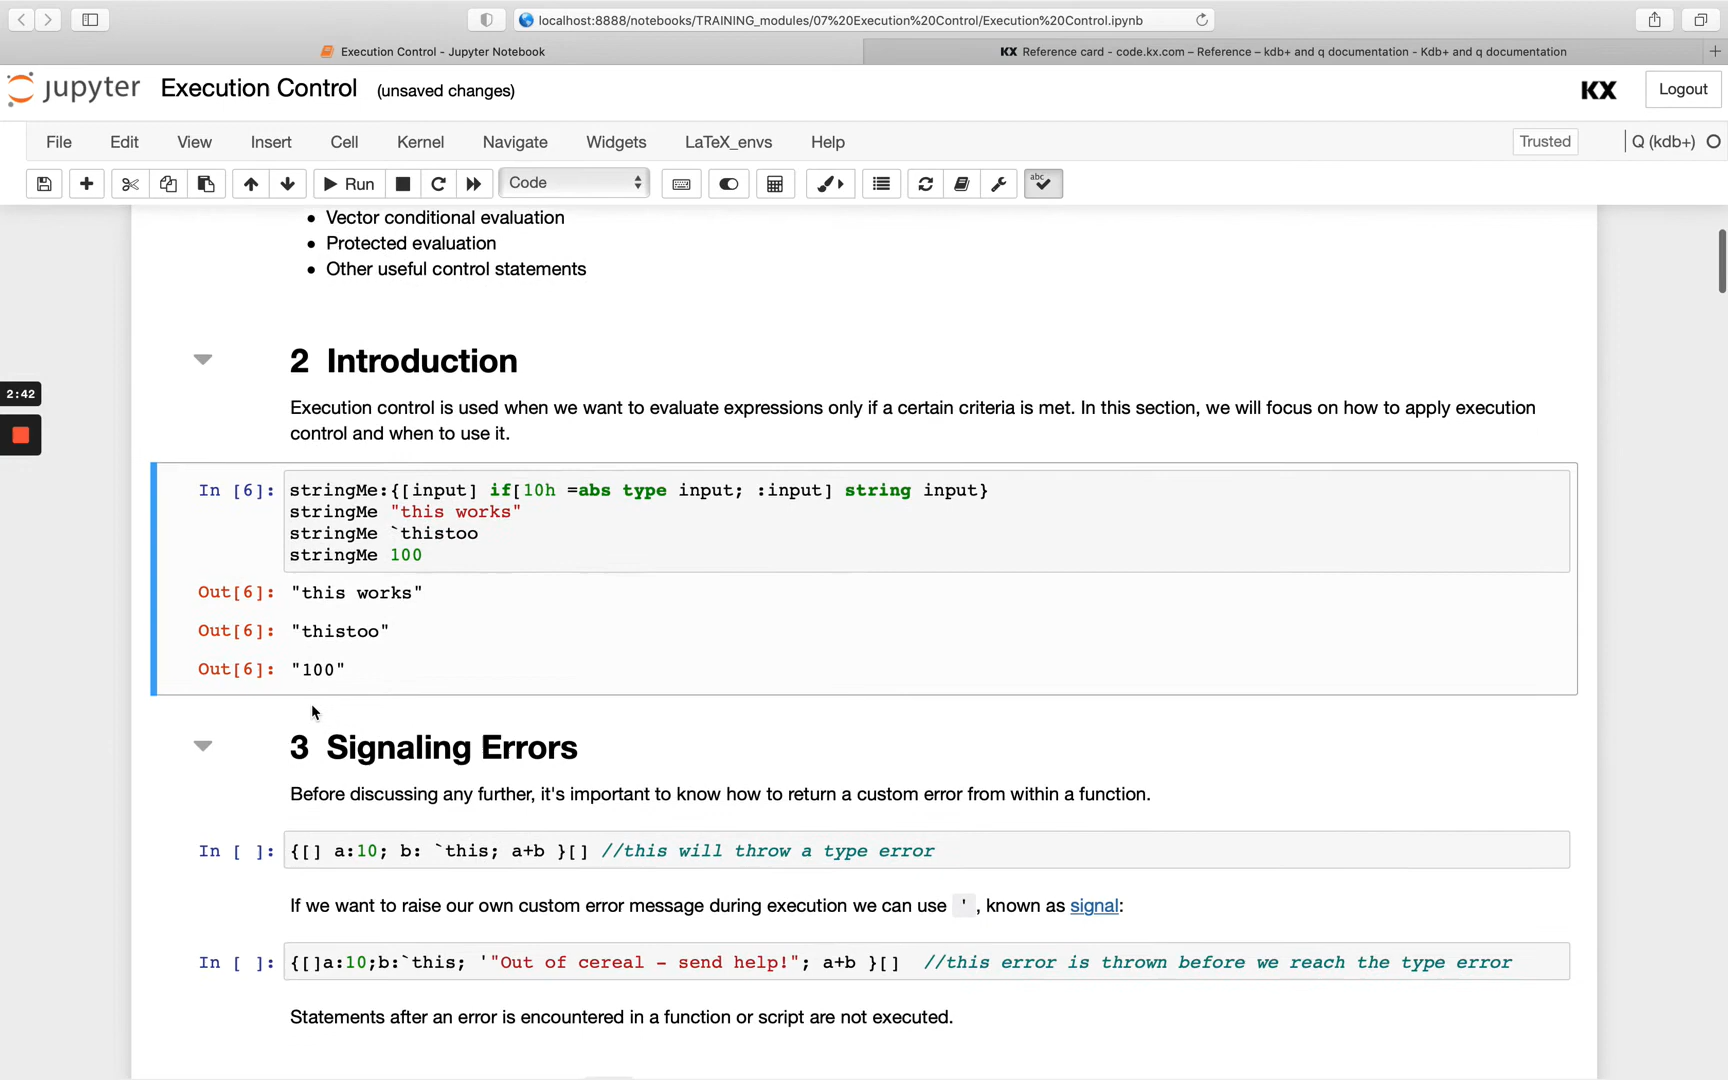 localhost:8888/notebooks/TRAINING_modules/07%20Execution%20Control/Execution%20Control.ipynb
Execution Control - Jupyter Notebook
KX Reference card - code.kx.com – Reference – kdb+ and q documentation - Kdb+ and q documentation
jupyter Execution Control (unsaved changes)
KX
Logout
File Edit View Insert Cell Kernel Navigate Widgets LaTeX_envs Help
Trusted
Q (kdb+)
Run
Code
abc
• Vector conditional evaluation
• Protected evaluation
• Other useful control statements
2 Introduction
2:42
Execution control is used when we want to evaluate expressions only if a certain criteria is met. In this section, we will focus on how to apply execution
control and when to use it.
In [6]: stringMe:{[input] if[10h =abs type input; :input] string input}
stringMe "this works"
stringMe `thistoo
stringMe 100
Out[6]: "this works"
Out[6]: "thistoo"
Out[6]: "100"
3 Signaling Errors
Before discussing any further, it's important to know how to return a custom error from within a function.
In [ ]: {[] a:10; b: `this; a+b }[] //this will throw a type error
If we want to raise our own custom error message during execution we can use ' , known as signal:
In [ ]: {[]a:10;b:`this; '"Out of cereal - send help!"; a+b }[] //this error is thrown before we reach the type error
Statements after an error is encountered in a function or script are not executed.